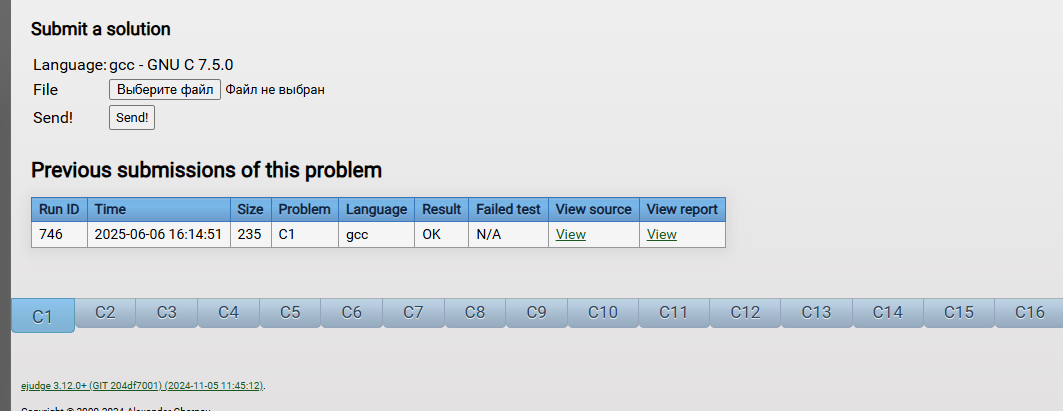 Submit a solution
Language: gcc - GNU C 7.5.0
File Выберите файл Файл не выбран
Send! Send!
Previous submissions of this problem
Run ID Time Size Problem Language Result Failed test View source View report
746 2025-06-06 16:14:51 235 C1 gcc OK N/A View View
C1 C2 C3 C4 C5 C6 C7 C8 C9 C10 C11 C12 C13 C14 C15 C16
ejudge 3.12.0+ (GIT 204df7001) (2024-11-05 11:45:12).